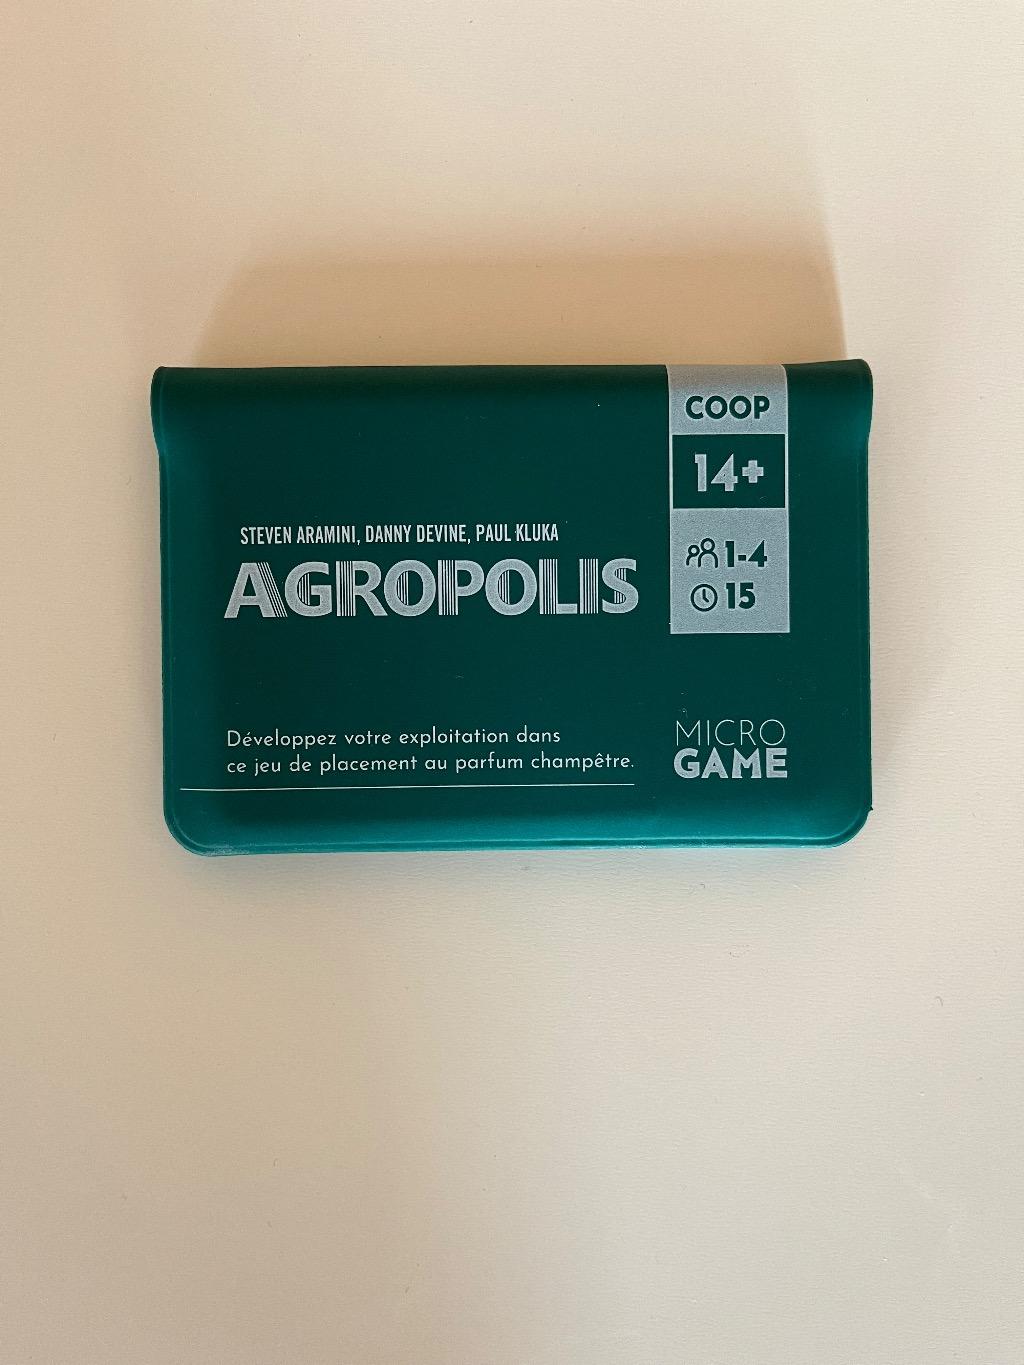 COOP
14+
1-4
15
STEVEN ARAMINI, DANNY DEVINE, PAUL KLUKA
AGROPOLIS
Développez votre exploitation dans
ce jeu de placement au parfum champêtre.
MICRO
GAME